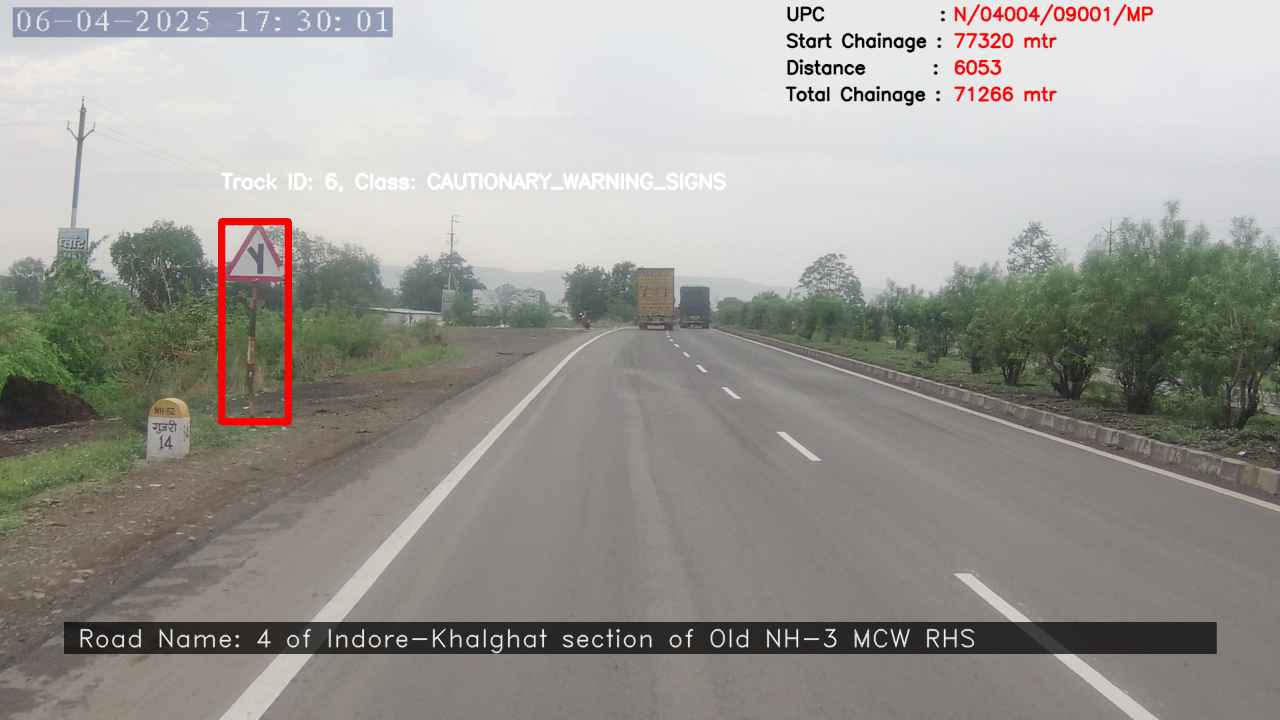 06-04-2025 17:30:01
UPC : N/04004/09001/MP
Start Chainage : 77320 mtr
Distance : 6053
Total Chainage : 71266 mtr
Track ID: 6, Class: CAUTIONARY_WARNING_SIGNS
NH-52
गुजरी
14
Road Name: 4 of Indore-Khalghat section of Old NH-3 MCW RHS